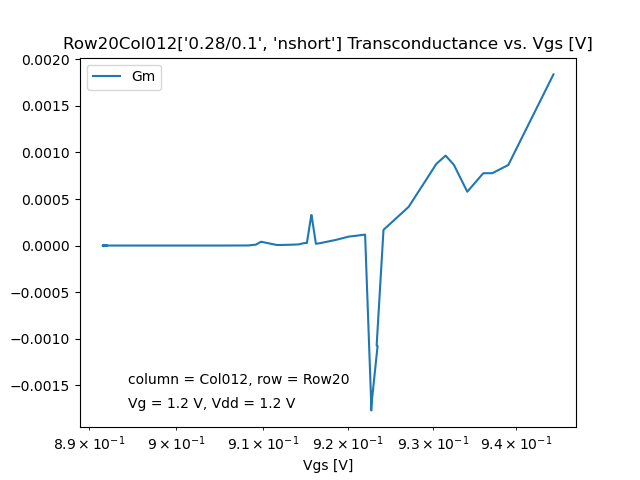 Row20Col012['0.28/0.1', 'nshort'] Transconductance vs. Vgs [V]
Gm
0.0020
0.0015
0.0010
0.0005
0.0000
−0.0005
−0.0010
−0.0015
column = Col012, row = Row20
Vg = 1.2 V, Vdd = 1.2 V
8.9 × 10⁻¹ 9 × 10⁻¹ 9.1 × 10⁻¹ 9.2 × 10⁻¹ 9.3 × 10⁻¹ 9.4 × 10⁻¹
Vgs [V]